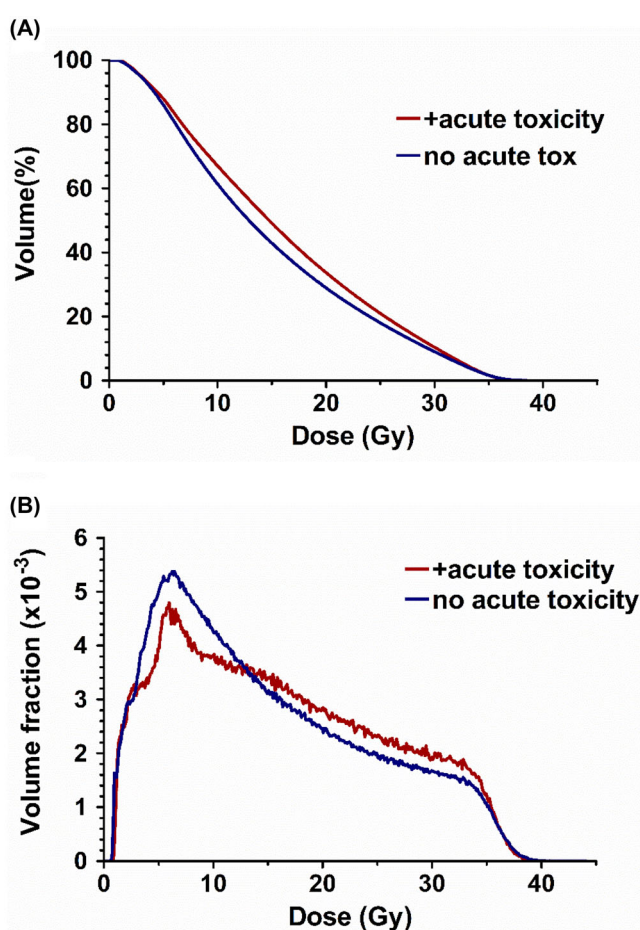 (A)
100
80
60
40
20
0
Volume(%)
+acute toxicity
no acute tox
0 10 20 30 40
Dose (Gy)
(B)
6
5
4
3
2
1
0
Volume fraction (x10⁻³)
+acute toxicity
no acute toxicity
0 10 20 30 40
Dose (Gy)